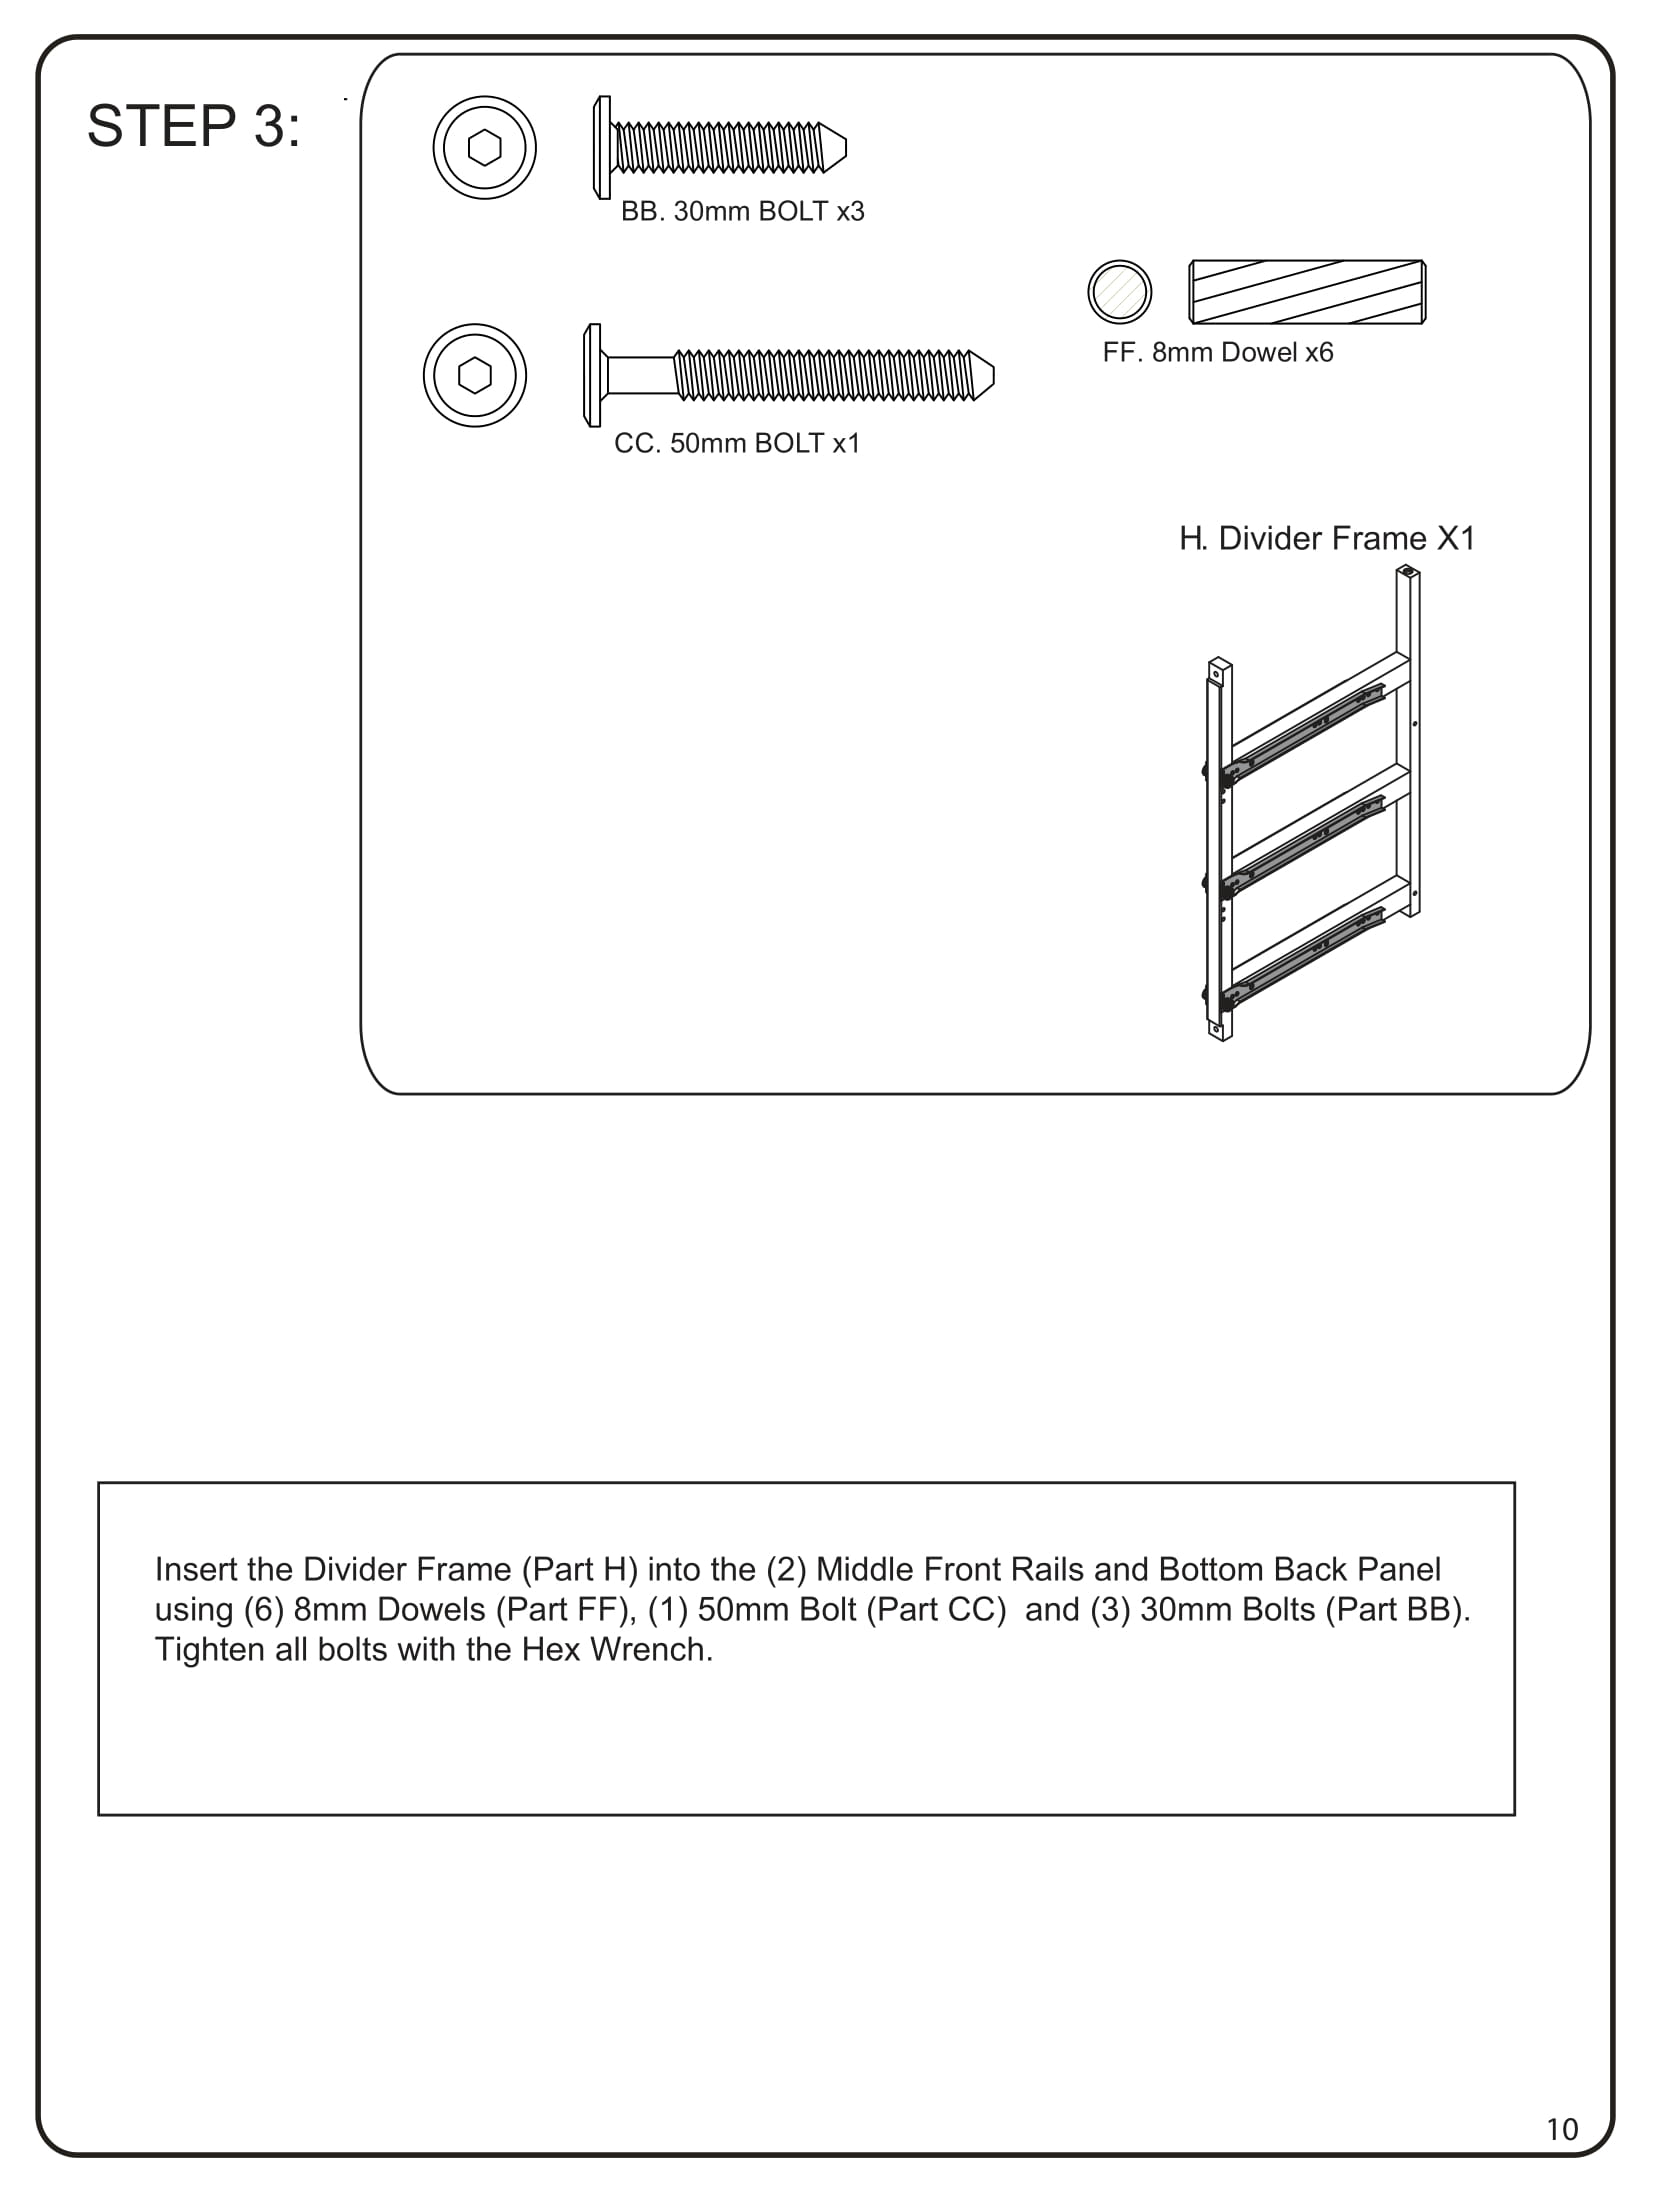 STEP 3:
BB. 30mm BOLT x3
FF. 8mm Dowel x6
CC. 50mm BOLT x1
H. Divider Frame X1
Insert the Divider Frame (Part H) into the (2) Middle Front Rails and Bottom Back Panel
using (6) 8mm Dowels (Part FF), (1) 50mm Bolt (Part CC)  and (3) 30mm Bolts (Part BB).
Tighten all bolts with the Hex Wrench.
10